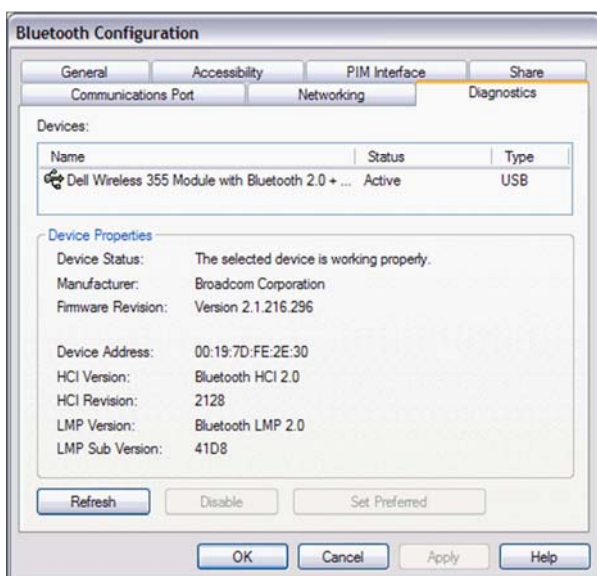 Bluetooth Configuration
General Accessibility PIM Interface Share
Communications Port Networking Diagnostics
Devices:
Name Status Type
Dell Wireless 355 Module with Bluetooth 2.0 + ... Active USB
Device Properties
Device Status: The selected device is working properly.
Manufacturer: Broadcom Corporation
Firmware Revision: Version 2.1.216.296
Device Address: 00:19:7D:FE:2E:30
HCI Version: Bluetooth HCI 2.0
HCI Revision: 2128
LMP Version: Bluetooth LMP 2.0
LMP Sub Version: 41D8
Refresh Disable Set Preferred
OK Cancel Apply Help